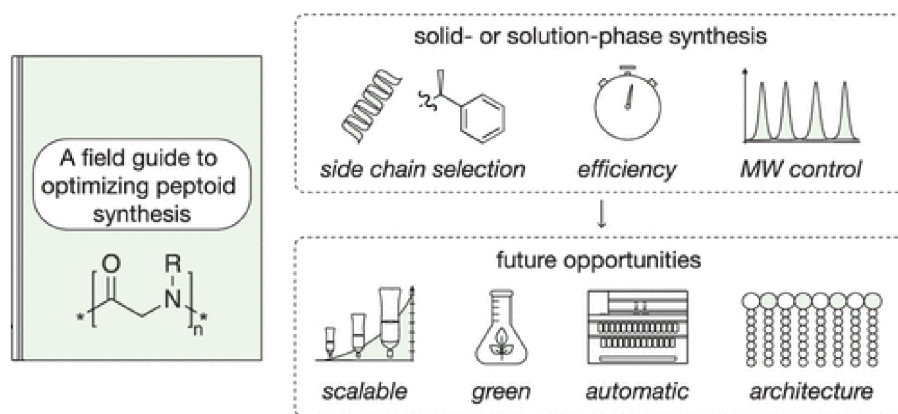 A field guide to
optimizing peptoid
synthesis
O
R
N
*
*
n
solid- or solution-phase synthesis
side chain selection
efficiency
MW control
future opportunities
scalable
green
automatic
architecture